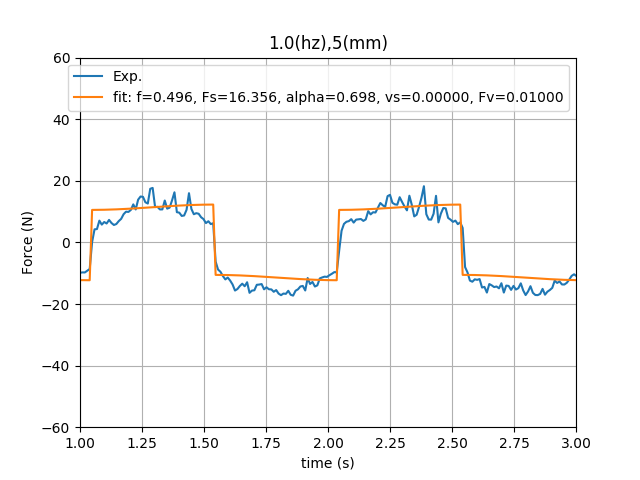 1.0(hz),5(mm)
Exp.
fit: f=0.496, Fs=16.356, alpha=0.698, vs=0.00000, Fv=0.01000
60
40
20
0
−20
−40
−60
Force (N)
1.00 1.25 1.50 1.75 2.00 2.25 2.50 2.75 3.00
time (s)